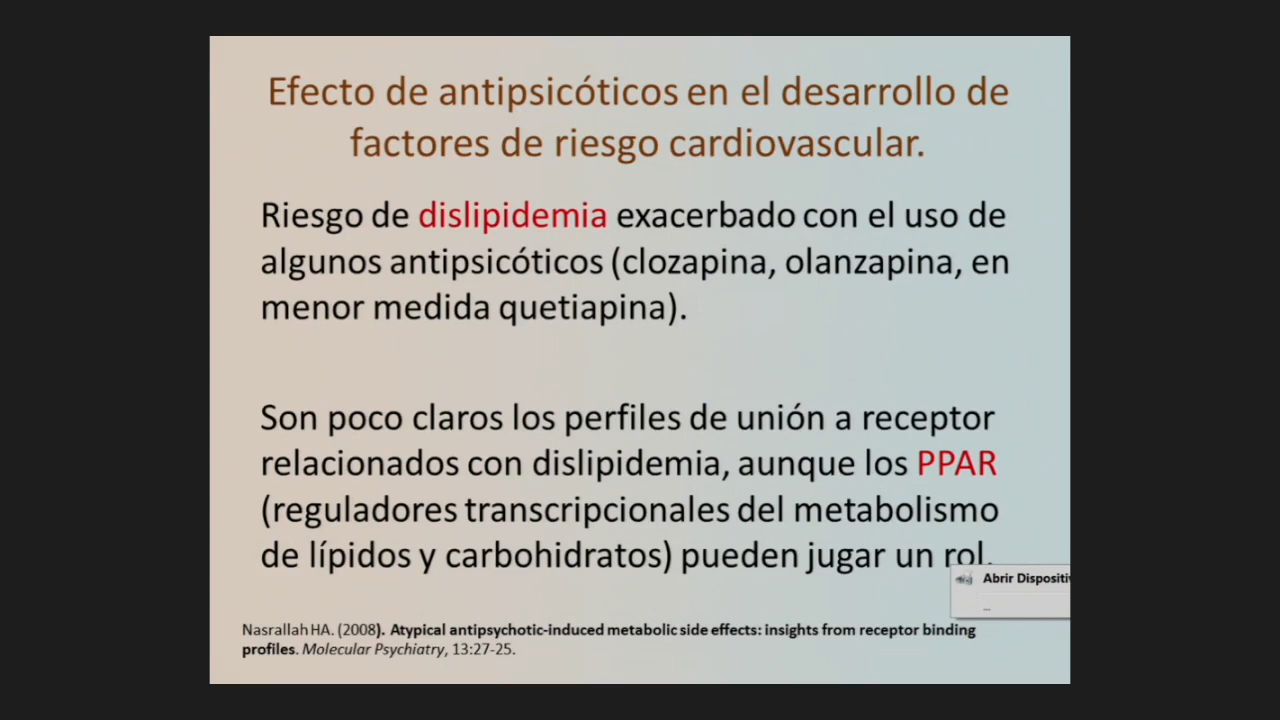 Efecto de antipsicóticos en el desarrollo de
factores de riesgo cardiovascular.
Riesgo de dislipidemia exacerbado con el uso de
algunos antipsicóticos (clozapina, olanzapina, en
menor medida quetiapina).
Son poco claros los perfiles de unión a receptor
relacionados con dislipidemia, aunque los PPAR
(reguladores transcripcionales del metabolismo
de lípidos y carbohidratos) pueden jugar un rol.
Abrir Dispositiv
...
Nasrallah HA. (2008). Atypical antipsychotic-induced metabolic side effects: insights from receptor binding
profiles. Molecular Psychiatry, 13:27-25.